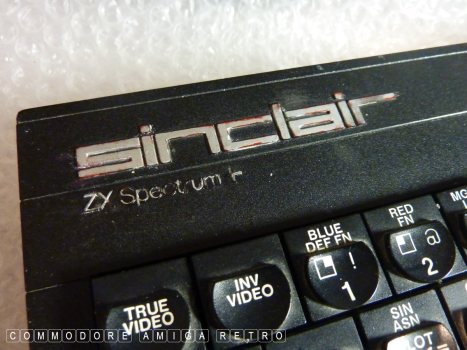 sinclair
ZX Spectrum +
TRUE
VIDEO
INV
VIDEO
BLUE
DEF FN
!
1
RED
FN
@
2
SIN
ASN
COMMODORE AMIGA RETRO